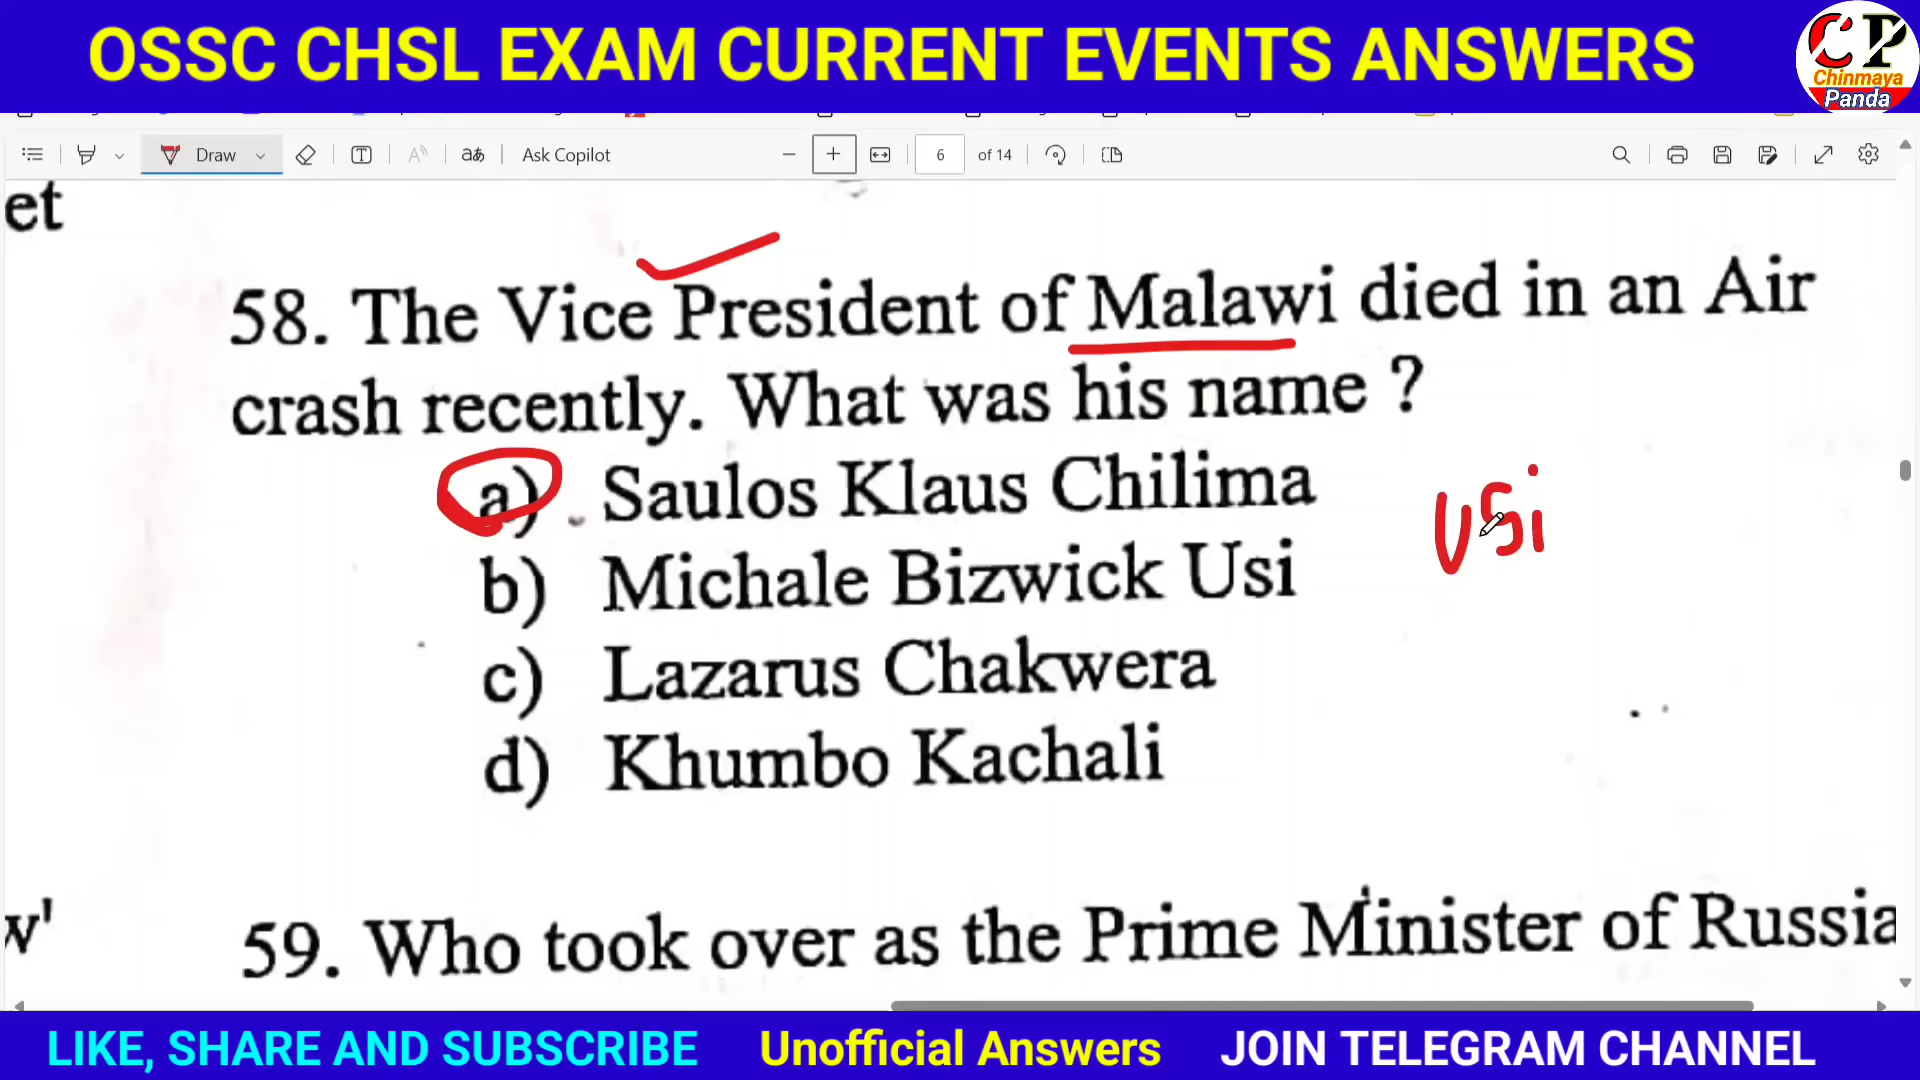 OSSC CHSL EXAM CURRENT EVENTS ANSWERS
CP
Chinmaya
Panda
Draw
Ask Copilot
6 of 14
et
58. The Vice President of Malawi died in an Air
crash recently. What was his name ?
a) Saulos Klaus Chilima
usi
b) Michale Bizwick Usi
c) Lazarus Chakwera
d) Khumbo Kachali
w'
59. Who took over as the Prime Minister of Russia
LIKE, SHARE AND SUBSCRIBE Unofficial Answers JOIN TELEGRAM CHANNEL